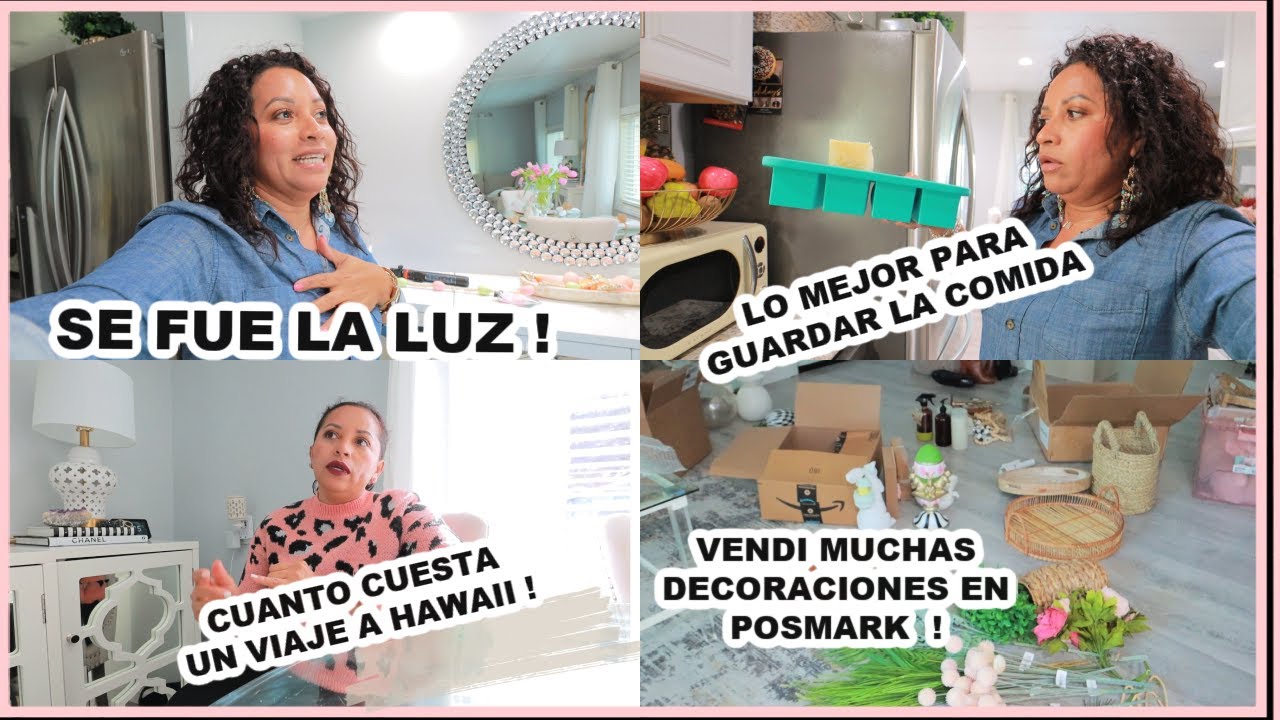 SE FUE LA LUZ !
LO MEJOR PARA
GUARDAR LA COMIDA
CHANEL
CUANTO CUESTA
UN VIAJE A HAWAII !
VENDI MUCHAS
DECORACIONES EN
POSMARK !